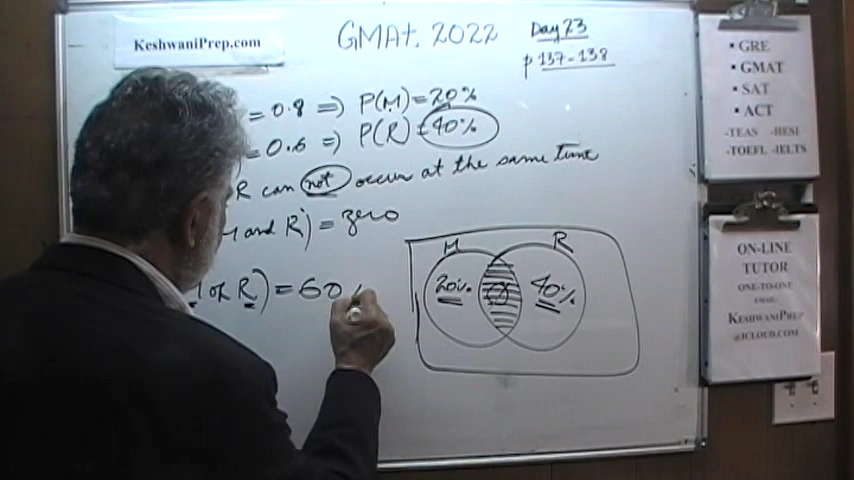 KeshwaniPrep.com
GMAt. 2022
Day 23
p 137-138
= 0.8 => P(M) = 20%
= 0.6 => P(R) = 40%
R can not occur at the same time
and R) = zero
or R) = 60
M
R
20%
0
40%
▪ GRE
▪ GMAT
▪ SAT
▪ ACT
-TEAS -HESI
-TOEFL -IELTS
ON-LINE
TUTOR
ONE-TO-ONE
EMAIL:
KESHWANIPREP
@ICLOUD.COM